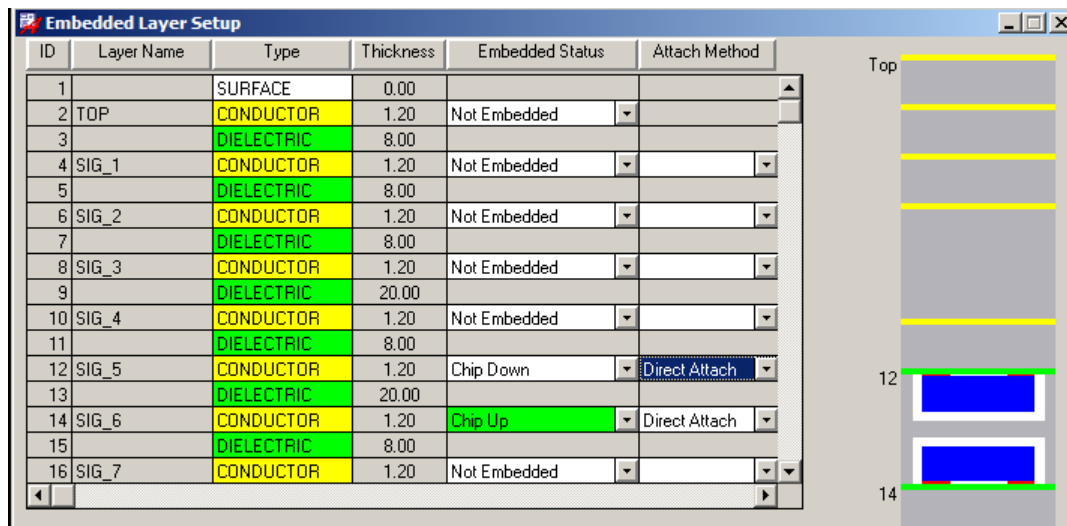 Embedded Layer Setup
ID Layer Name Type Thickness Embedded Status Attach Method
Top
1 SURFACE 0.00
2 TOP CONDUCTOR 1.20 Not Embedded
3 DIELECTRIC 8.00
4 SIG_1 CONDUCTOR 1.20 Not Embedded
5 DIELECTRIC 8.00
6 SIG_2 CONDUCTOR 1.20 Not Embedded
7 DIELECTRIC 8.00
8 SIG_3 CONDUCTOR 1.20 Not Embedded
9 DIELECTRIC 20.00
10 SIG_4 CONDUCTOR 1.20 Not Embedded
11 DIELECTRIC 8.00
12 SIG_5 CONDUCTOR 1.20 Chip Down Direct Attach
12
13 DIELECTRIC 20.00
14 SIG_6 CONDUCTOR 1.20 Chip Up Direct Attach
15 DIELECTRIC 8.00
16 SIG_7 CONDUCTOR 1.20 Not Embedded
14